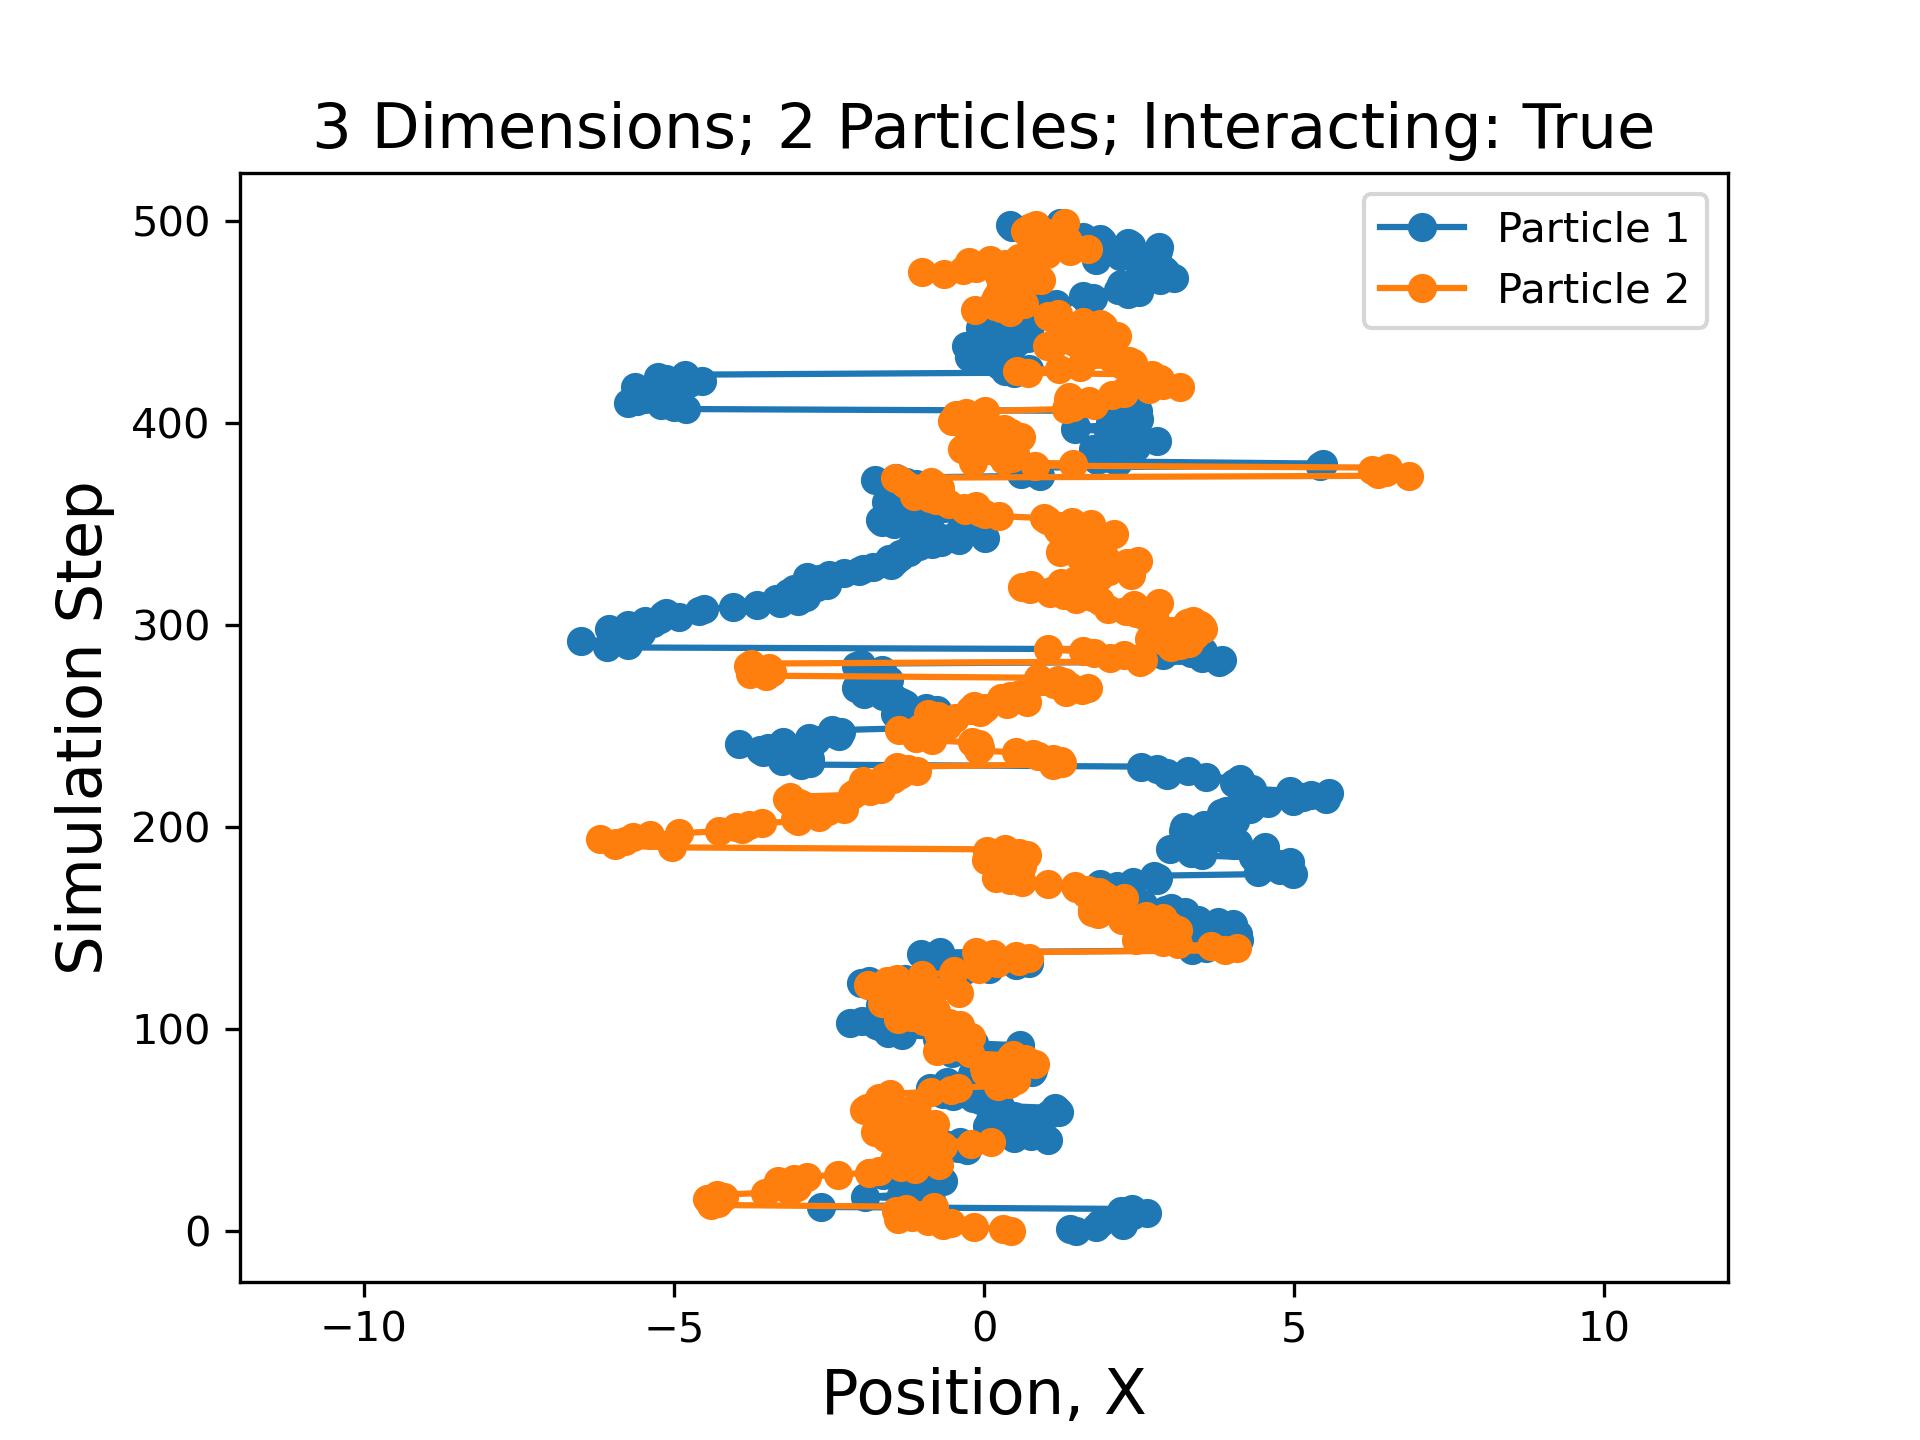 3 Dimensions; 2 Particles; Interacting: True
Particle 1
Particle 2
Simulation Step
500
400
300
200
100
0
−10
−5
0
5
10
Position, X